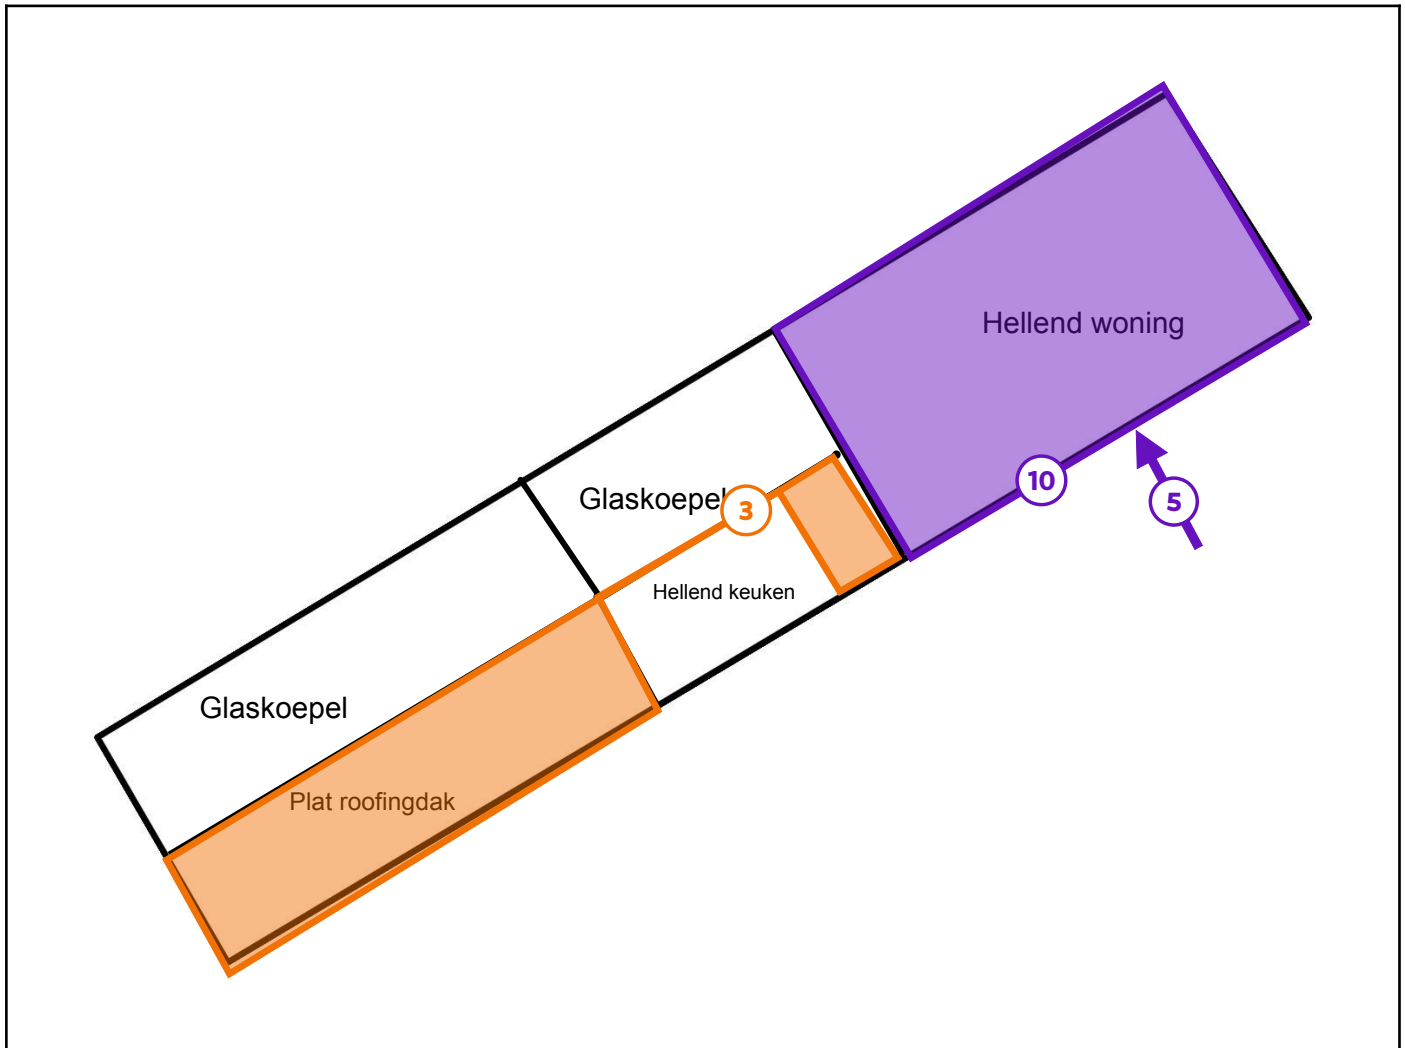 Hellend woning
10
5
Glaskoepel
3
Hellend keuken
Glaskoepel
Plat roofingdak